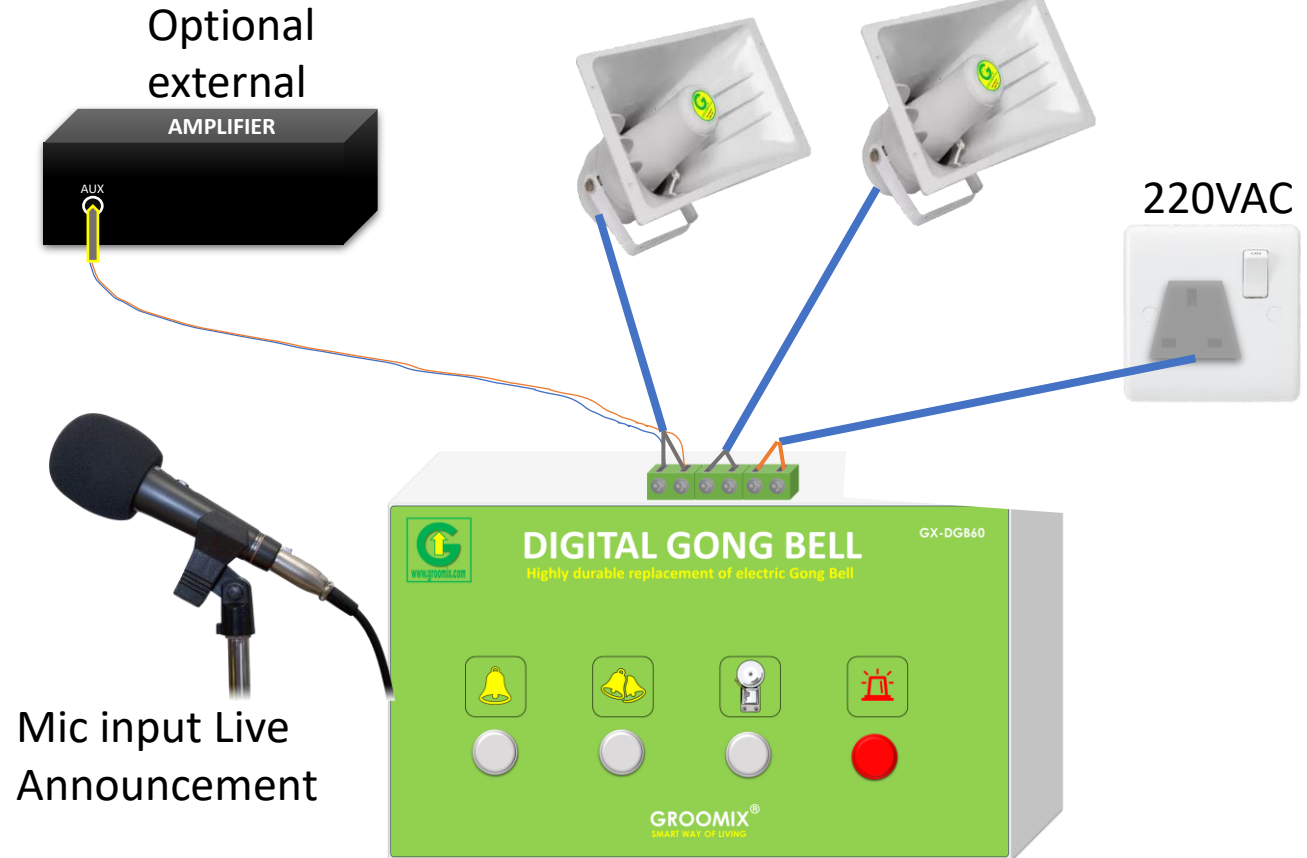 Optional
external
AMPLIFIER
AUX
220VAC
DIGITAL GONG BELL
GX-DGB60
Highly durable replacement of electric Gong Bell
G
www.groomix.com
Mic input Live
Announcement
GROOMIX®
SMART WAY OF LIVING